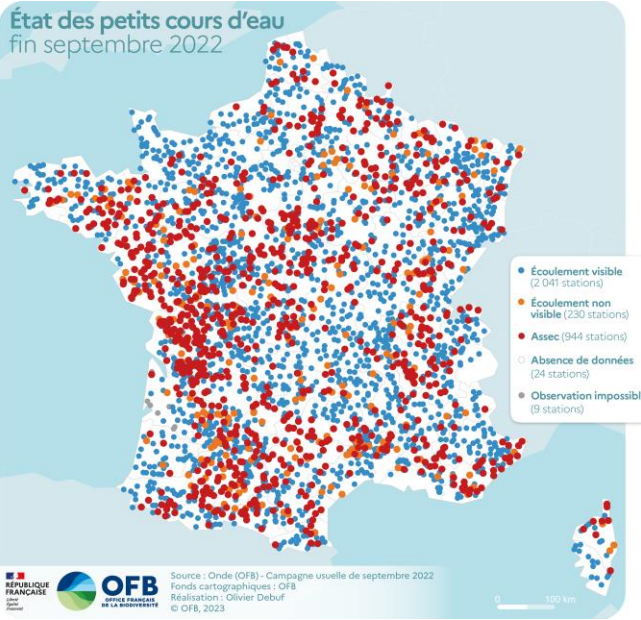 État des petits cours d'eau
fin septembre 2022
Écoulement visible
(2 041 stations)
Écoulement non
visible (230 stations)
Assec (944 stations)
Absence de données
(24 stations)
Observation impossibl
(9 stations)
RÉPUBLIQUE
FRANÇAISE
Liberté
Égalité
Fraternité
OFB
OFFICE FRANÇAIS
DE LA BIODIVERSITÉ
Source : Onde (OFB) - Campagne usuelle de septembre 2022
Fonds cartographiques : OFB
Réalisation : Olivier Debuf
© OFB, 2023
0 100 km